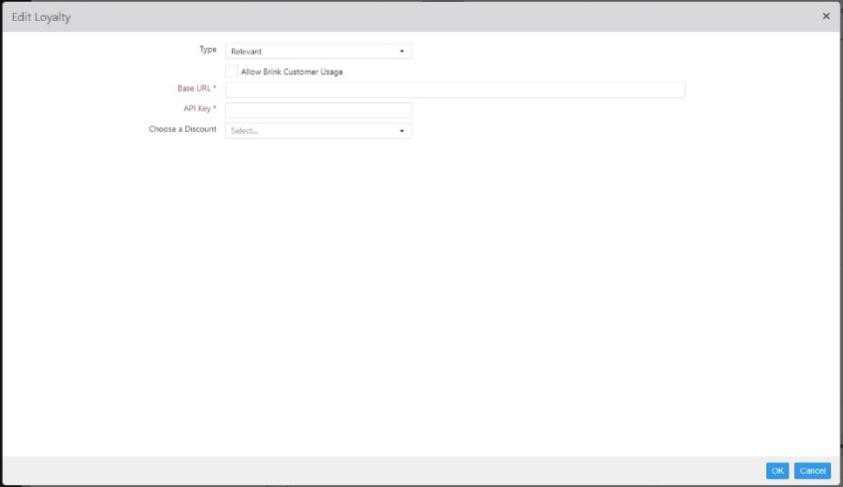 Edit Loyalty ×
Type Relevant
Allow Brink Customer Usage
Base URL *
API Key *
Choose a Discount Select...
OK Cancel